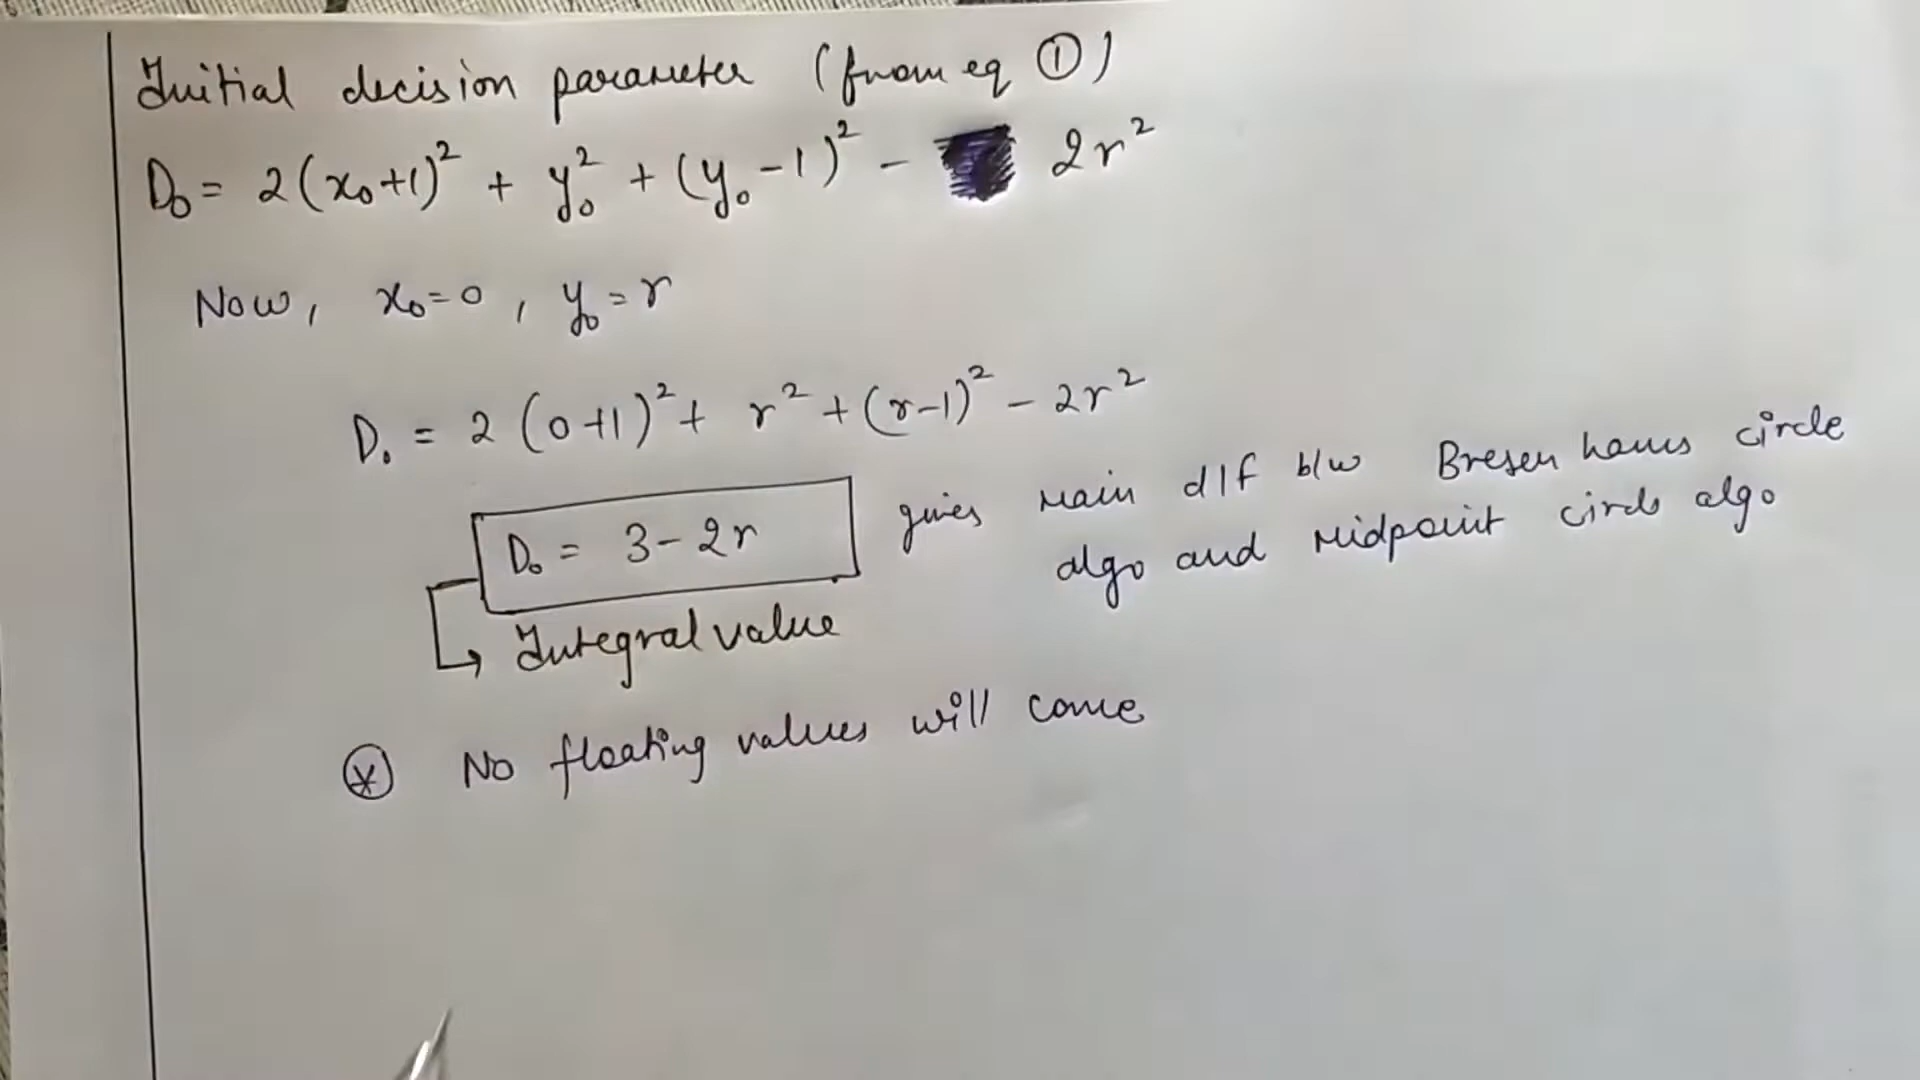 Initial decision parameter (from eq ①)
D₀ = 2(x₀+1)² + y₀² + (y₀-1)² - 2r²
Now, x₀=0, y₀=r
D₀ = 2(0+1)² + r² + (r-1)² - 2r²
D₀ = 3-2r gives main d/f b/w Bresenhams circle
algo and midpoint circle algo
↳ Integral value
⊛ No floating values will come